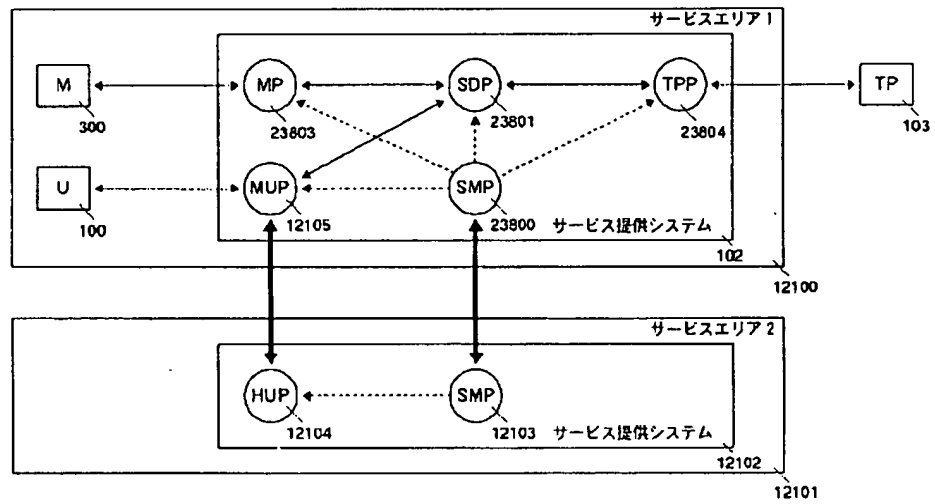 サービスエリア1
M
300
MP
23803
SDP
23801
TPP
23804
TP
103
U
100
MUP
12105
SMP
23800
サービス提供システム
102
12100
サービスエリア2
HUP
12104
SMP
12103
サービス提供システム
12102
12101